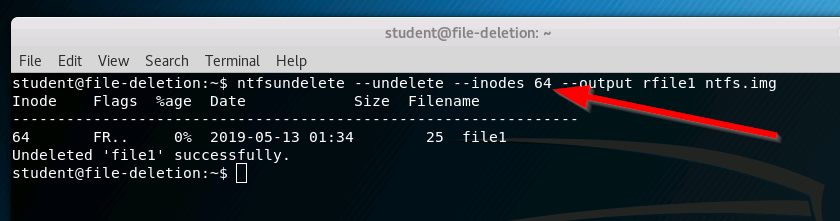 student@file-deletion: ~
File Edit View Search Terminal Help
student@file-deletion:~$ ntfsundelete --undelete --inodes 64 --output rfile1 ntfs.img
Inode    Flags  %age  Date            Size  Filename
---------------------------------------------------------------
64       FR..     0%  2019-05-13 01:34        25  file1
Undeleted 'file1' successfully.
student@file-deletion:~$